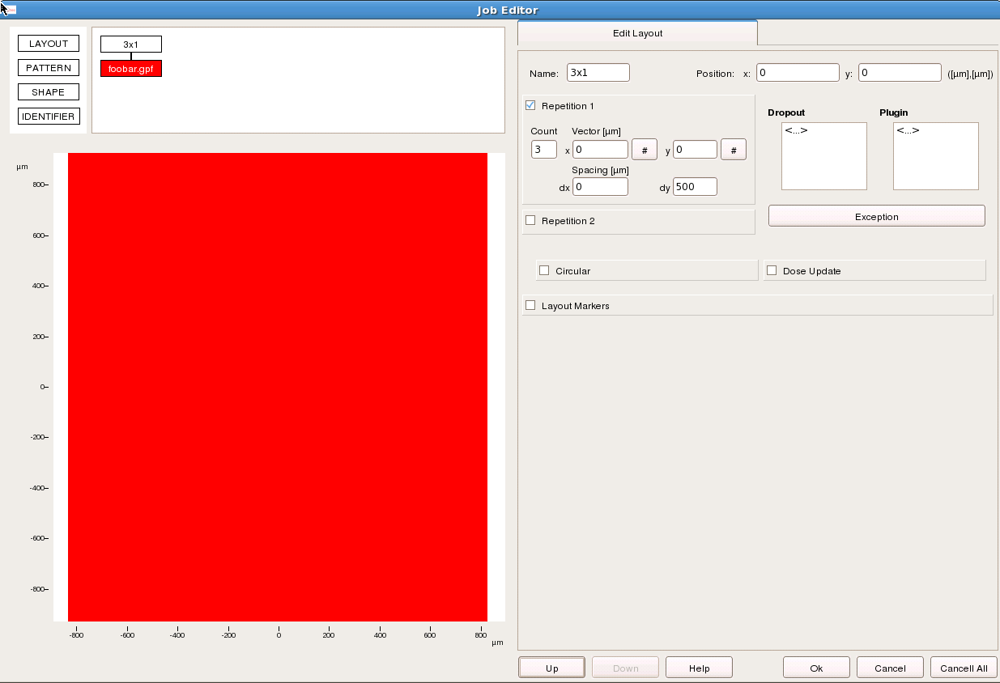 Job Editor
LAYOUT
PATTERN
SHAPE
IDENTIFIER
3x1
foobar.gpf
µm
800
600
400
200
0
-200
-400
-600
-800
-800 -600 -400 -200 0 200 400 600 800
µm
Edit Layout
Name: 3x1 Position: x: 0 y: 0 ([µm],[µm])
Repetition 1
Count Vector [µm]
3 x 0 # y 0 #
Spacing [µm]
dx 0 dy 500
Dropout Plugin
<...> <...>
Exception
Repetition 2
Circular Dose Update
Layout Markers
Up Down Help Ok Cancel Cancell All